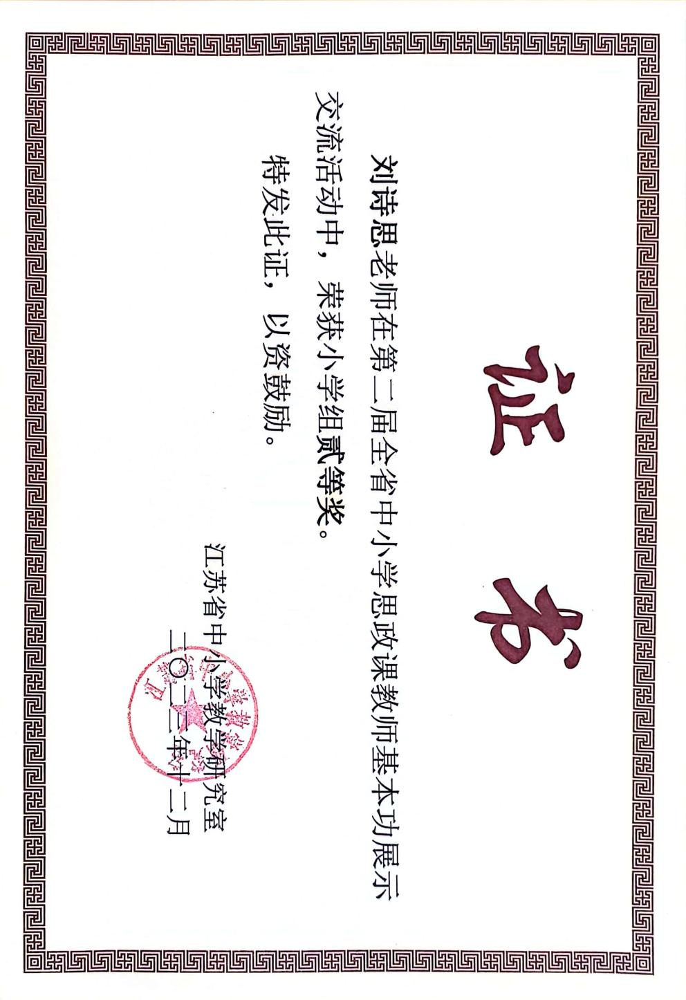 证 书
刘诗思老师在第二届全省中小学思政课教师基本功展示
交流活动中，荣获小学组贰等奖。
特发此证，以资鼓励。
江苏省中小学教学研究室
二〇二三年十二月